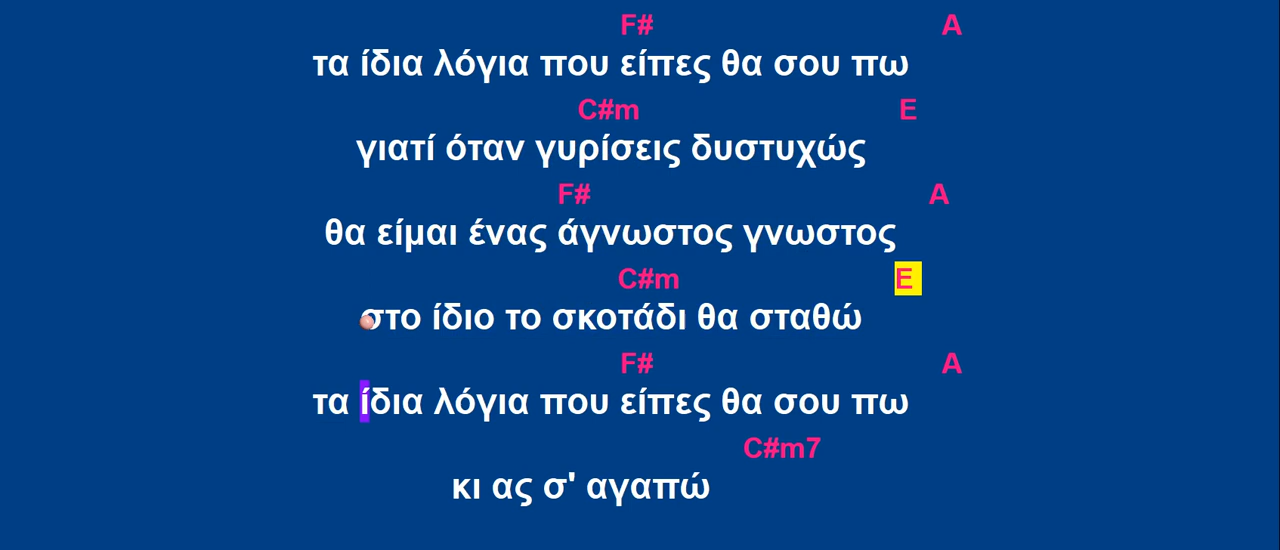 F# A
τα ίδια λόγια που είπες θα σου πω
C#m E
γιατί όταν γυρίσεις δυστυχώς
F# A
θα είμαι ένας άγνωστος γνωστος
C#m E
στο ίδιο το σκοτάδι θα σταθώ
F# A
τα ίδια λόγια που είπες θα σου πω
C#m7
κι ας σ' αγαπώ